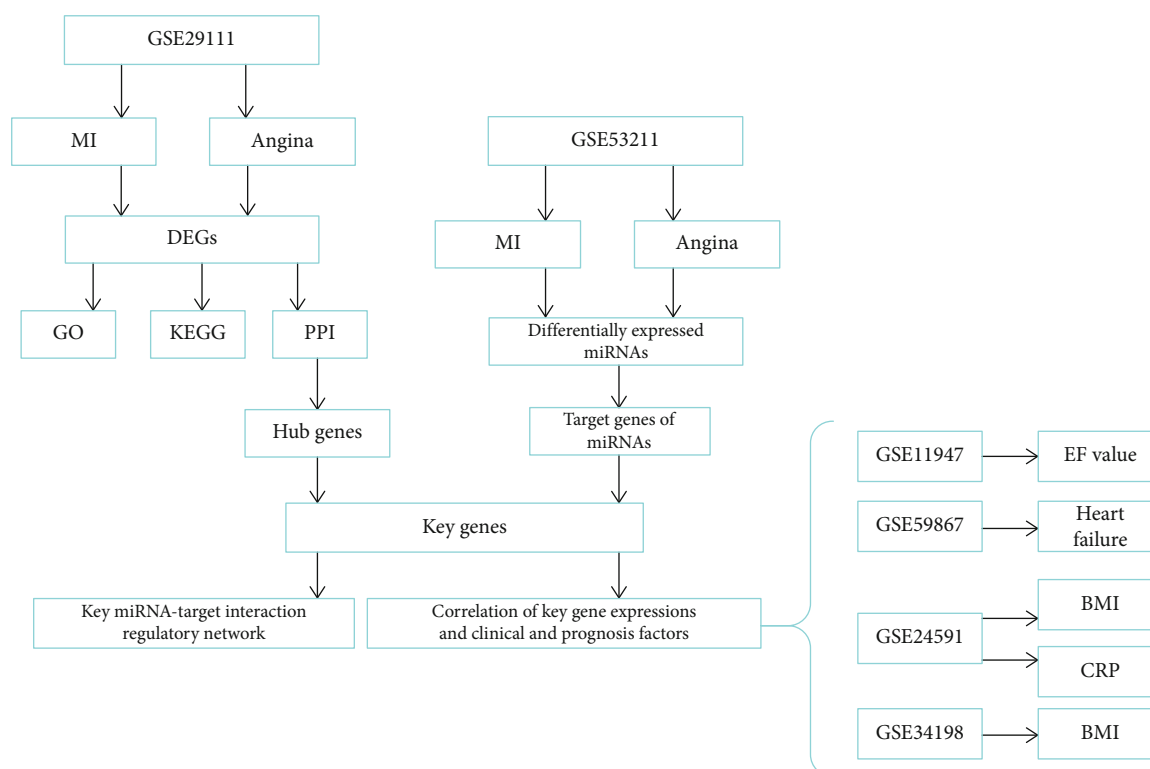 GSE29111
MI
Angina
GSE53211
DEGs
MI
Angina
GO
KEGG
PPI
Differentially expressed
miRNAs
Hub genes
Target genes of
miRNAs
Key genes
Key miRNA-target interaction
regulatory network
Correlation of key gene expressions
and clinical and prognosis factors
GSE11947
EF value
GSE59867
Heart
failure
GSE24591
BMI
CRP
GSE34198
BMI